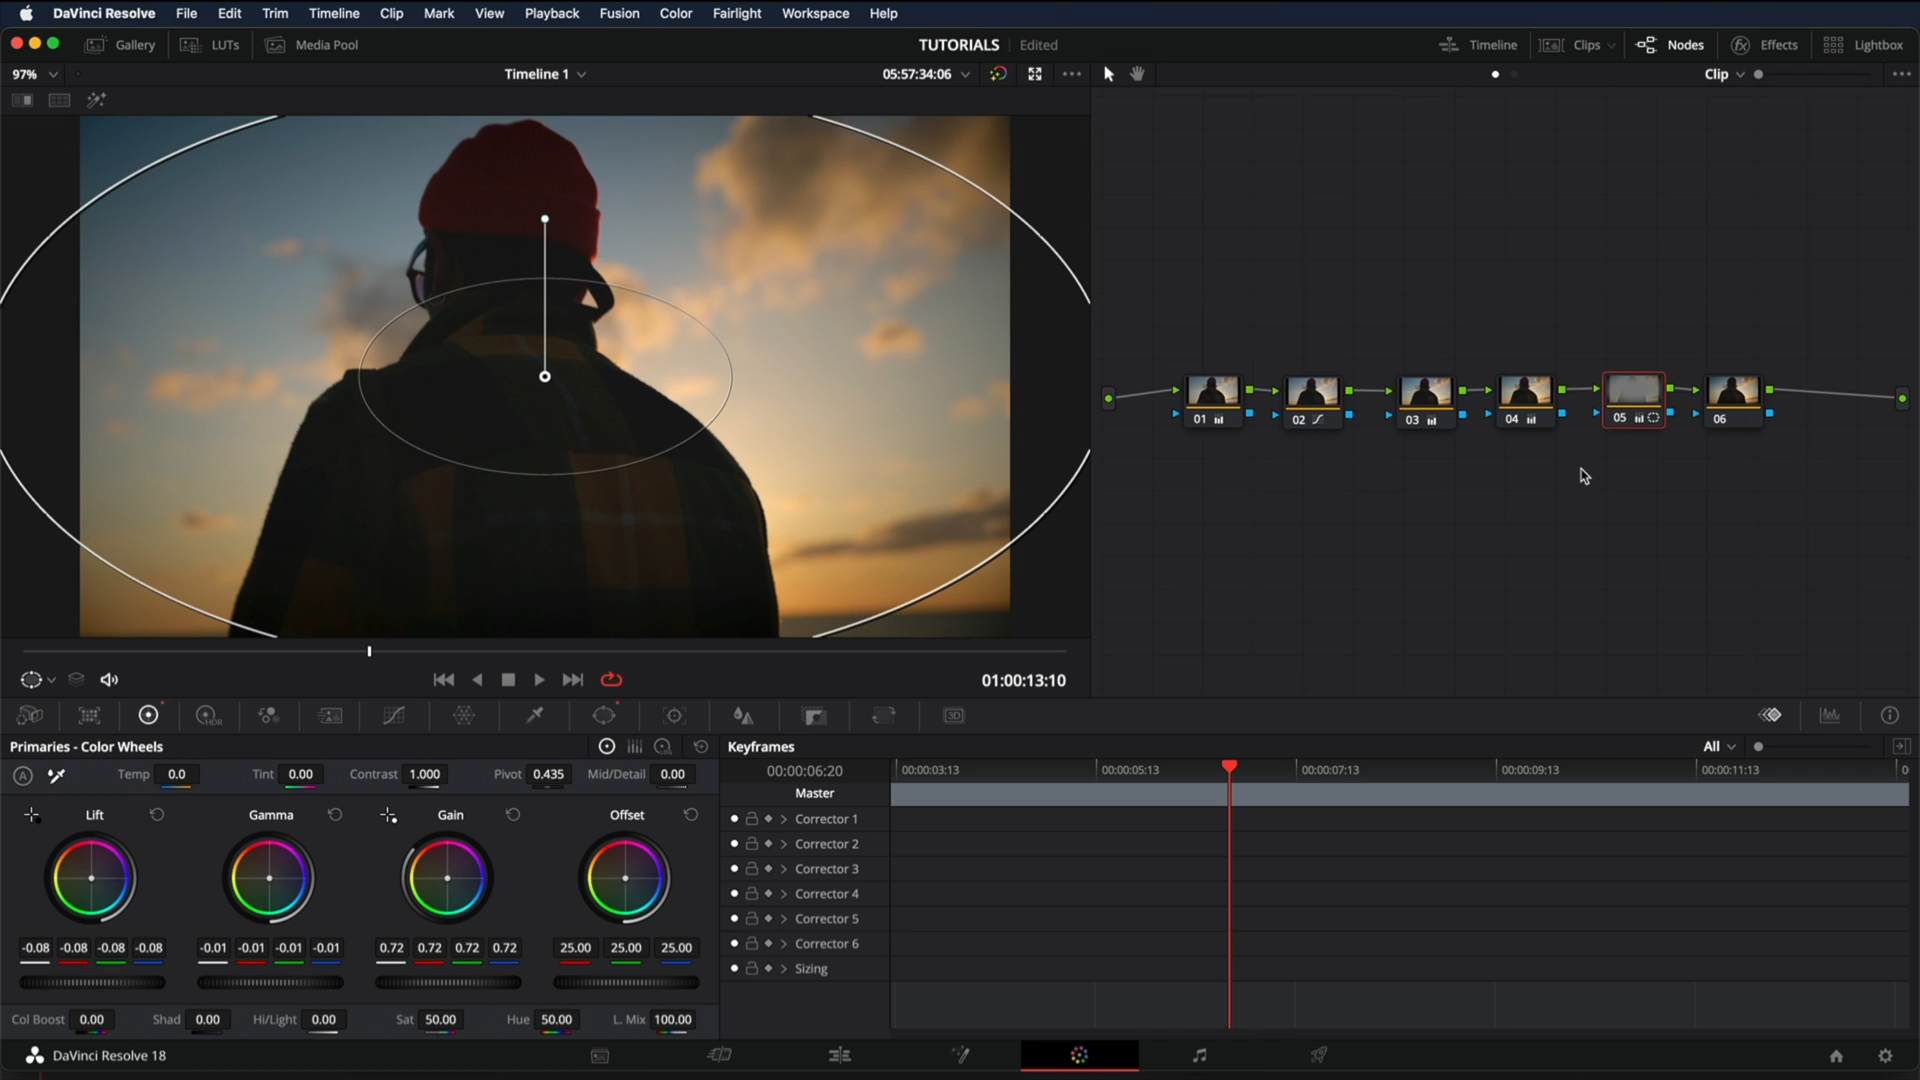 DaVinci Resolve File Edit Trim Timeline Clip Mark View Playback Fusion Color Fairlight Workspace Help
Gallery LUTs Media Pool TUTORIALS Edited Timeline Clips Nodes Effects Lightbox
97% Timeline 1 05:57:34:06 Clip
01 02 03 04 05 06
01:00:13:10
HDR 3D
Primaries - Color Wheels Keyframes All
A Temp 0.0 Tint 0.00 Contrast 1.000 Pivot 0.435 Mid/Detail 0.00
00:00:06:20 00:00:03:13 00:00:05:13 00:00:07:13 00:00:09:13 00:00:11:13 0
Master
Lift Gamma Gain Offset
Corrector 1
Corrector 2
Corrector 3
Corrector 4
Corrector 5
Corrector 6
Sizing
-0.08 -0.08 -0.08 -0.08 -0.01 -0.01 -0.01 -0.01 0.72 0.72 0.72 0.72 25.00 25.00 25.00
Col Boost 0.00 Shad 0.00 Hi/Light 0.00 Sat 50.00 Hue 50.00 L. Mix 100.00
DaVinci Resolve 18